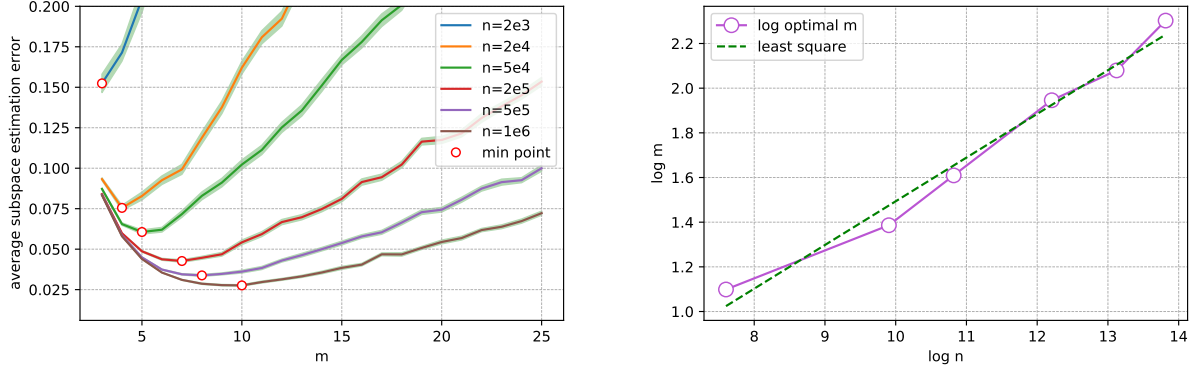 0.200
0.175
0.150
0.125
0.100
0.075
0.050
0.025
average subspace estimation error
5
10
15
20
25
m
n=2e3
n=2e4
n=5e4
n=2e5
n=5e5
n=1e6
min point
2.2
2.0
1.8
1.6
1.4
1.2
1.0
log m
8
9
10
11
12
13
14
log n
log optimal m
least square